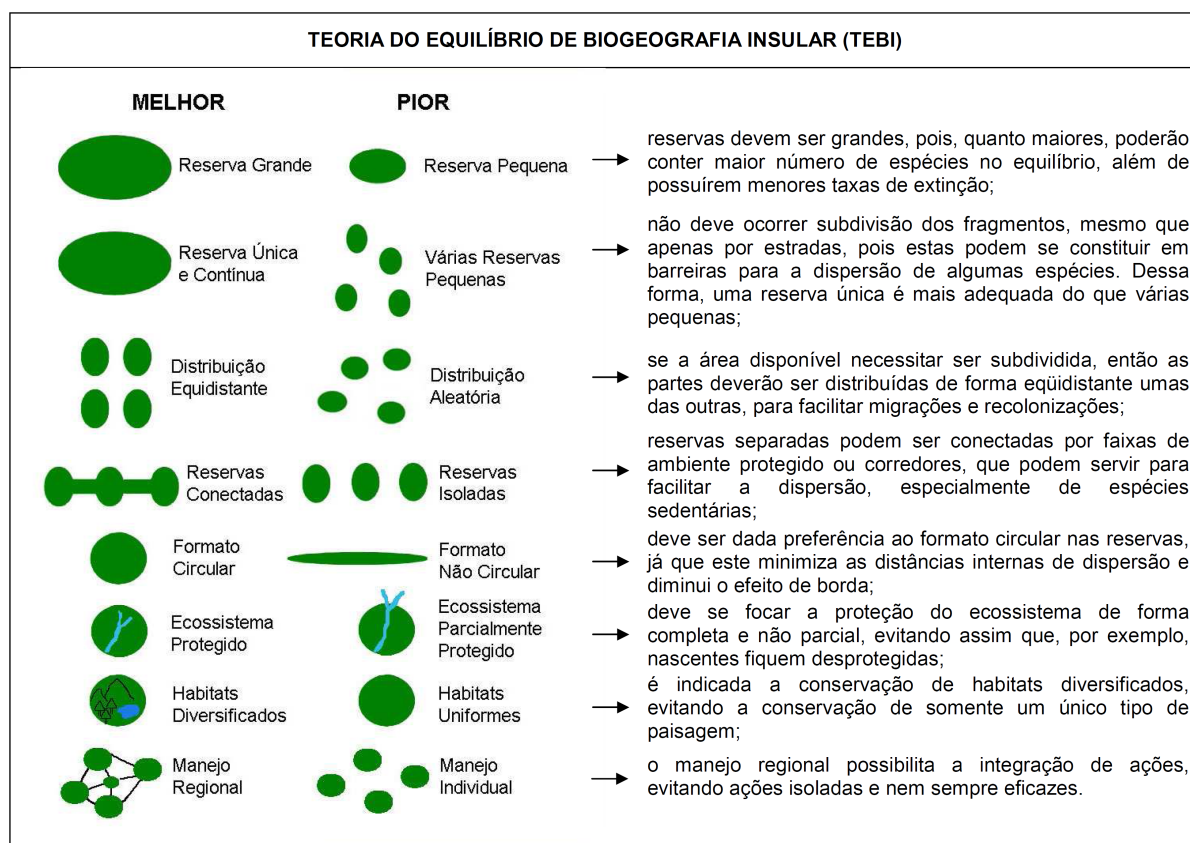 TEORIA DO EQUILÍBRIO DE BIOGEOGRAFIA INSULAR (TEBI)
MELHOR
PIOR
Reserva Grande
Reserva Pequena
reservas devem ser grandes, pois, quanto maiores, poderão
conter maior número de espécies no equilíbrio, além de
possuírem menores taxas de extinção;
Reserva Única
e Contínua
Várias Reservas
Pequenas
não deve ocorrer subdivisão dos fragmentos, mesmo que
apenas por estradas, pois estas podem se constituir em
barreiras para a dispersão de algumas espécies. Dessa
forma, uma reserva única é mais adequada do que várias
pequenas;
Distribuição
Equidistante
Distribuição
Aleatória
se a área disponível necessitar ser subdividida, então as
partes deverão ser distribuídas de forma eqüidistante umas
das outras, para facilitar migrações e recolonizações;
Reservas
Conectadas
Reservas
Isoladas
reservas separadas podem ser conectadas por faixas de
ambiente protegido ou corredores, que podem servir para
facilitar a dispersão, especialmente de espécies
sedentárias;
Formato
Circular
Formato
Não Circular
deve ser dada preferência ao formato circular nas reservas,
já que este minimiza as distâncias internas de dispersão e
diminui o efeito de borda;
Ecossistema
Protegido
Ecossistema
Parcialmente
Protegido
deve se focar a proteção do ecossistema de forma
completa e não parcial, evitando assim que, por exemplo,
nascentes fiquem desprotegidas;
Habitats
Diversificados
Habitats
Uniformes
é indicada a conservação de habitats diversificados,
evitando a conservação de somente um único tipo de
paisagem;
Manejo
Regional
Manejo
Individual
o manejo regional possibilita a integração de ações,
evitando ações isoladas e nem sempre eficazes.